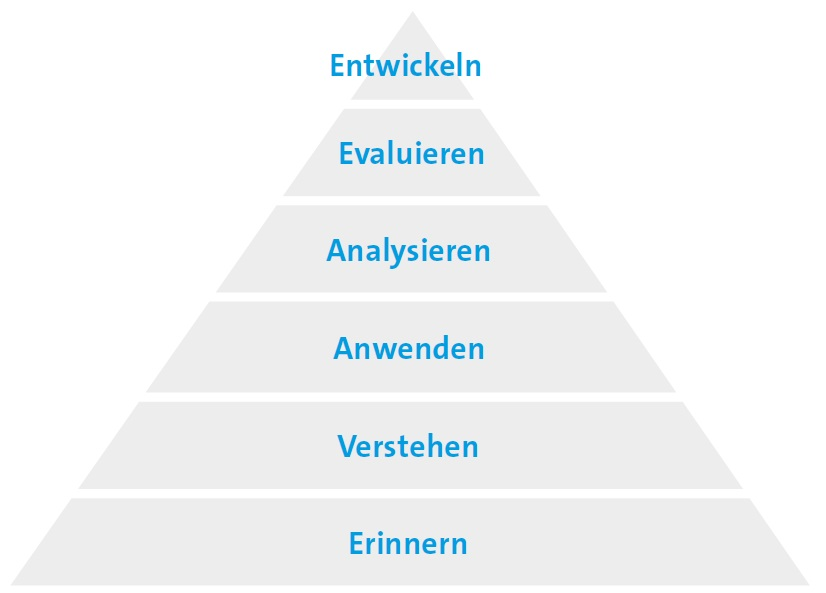 Entwickeln
Evaluieren
Analysieren
Anwenden
Verstehen
Erinnern